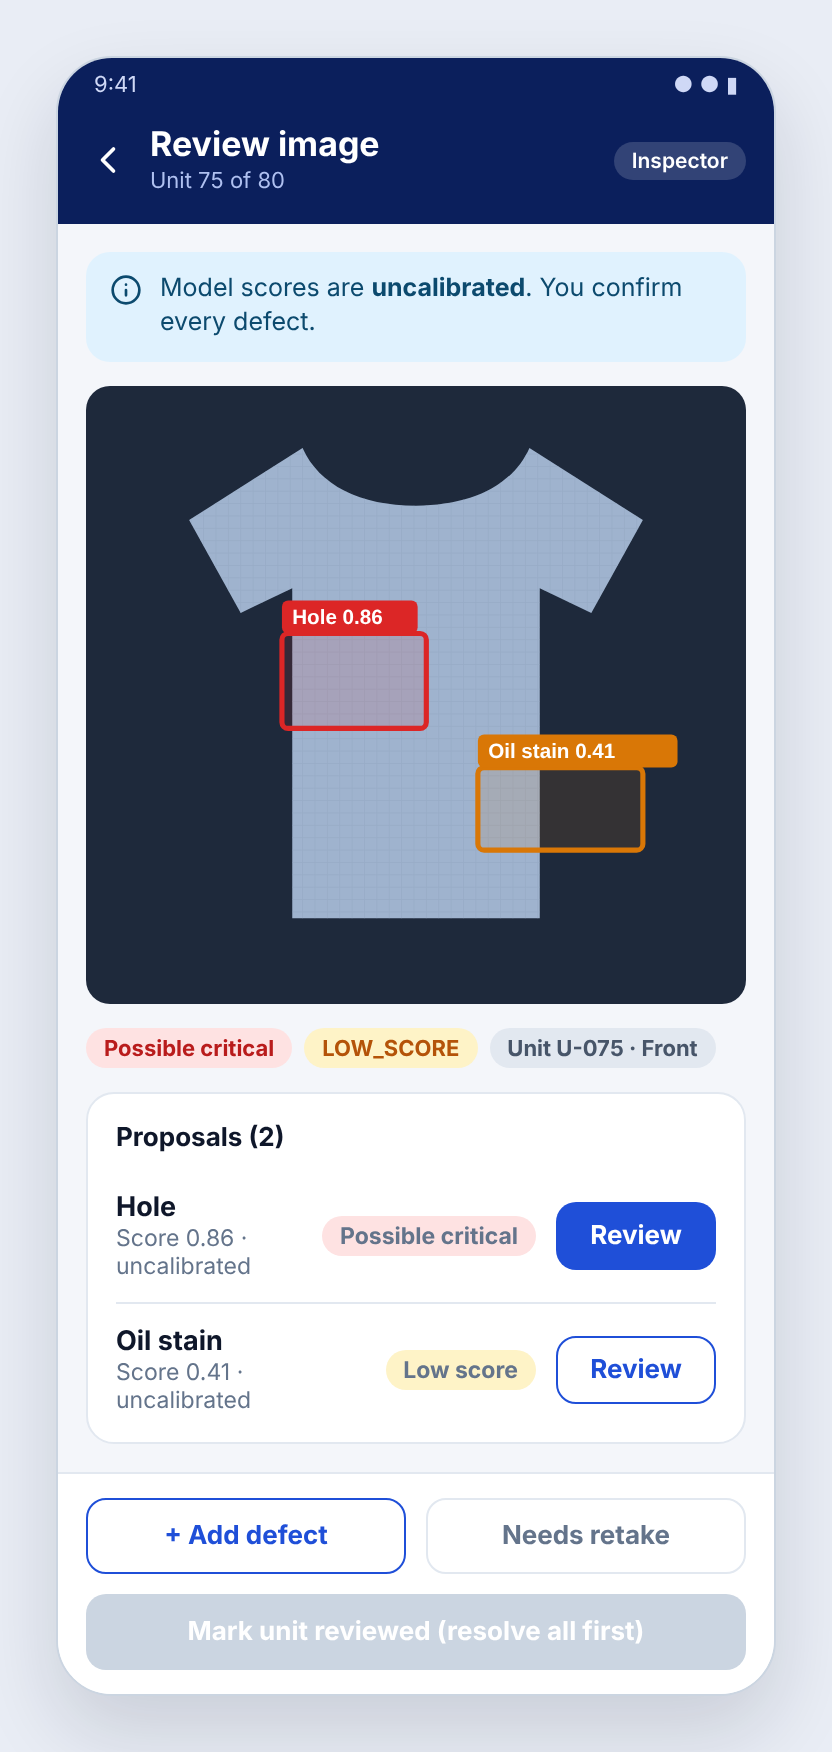 9:41
Review image
Unit 75 of 80
Inspector
Model scores are uncalibrated. You confirm
every defect.
Hole 0.86
Oil stain 0.41
Possible critical
LOW_SCORE
Unit U-075 · Front
Proposals (2)
Hole
Score 0.86 ·
uncalibrated
Possible critical
Review
Oil stain
Score 0.41 ·
uncalibrated
Low score
Review
+ Add defect
Needs retake
Mark unit reviewed (resolve all first)